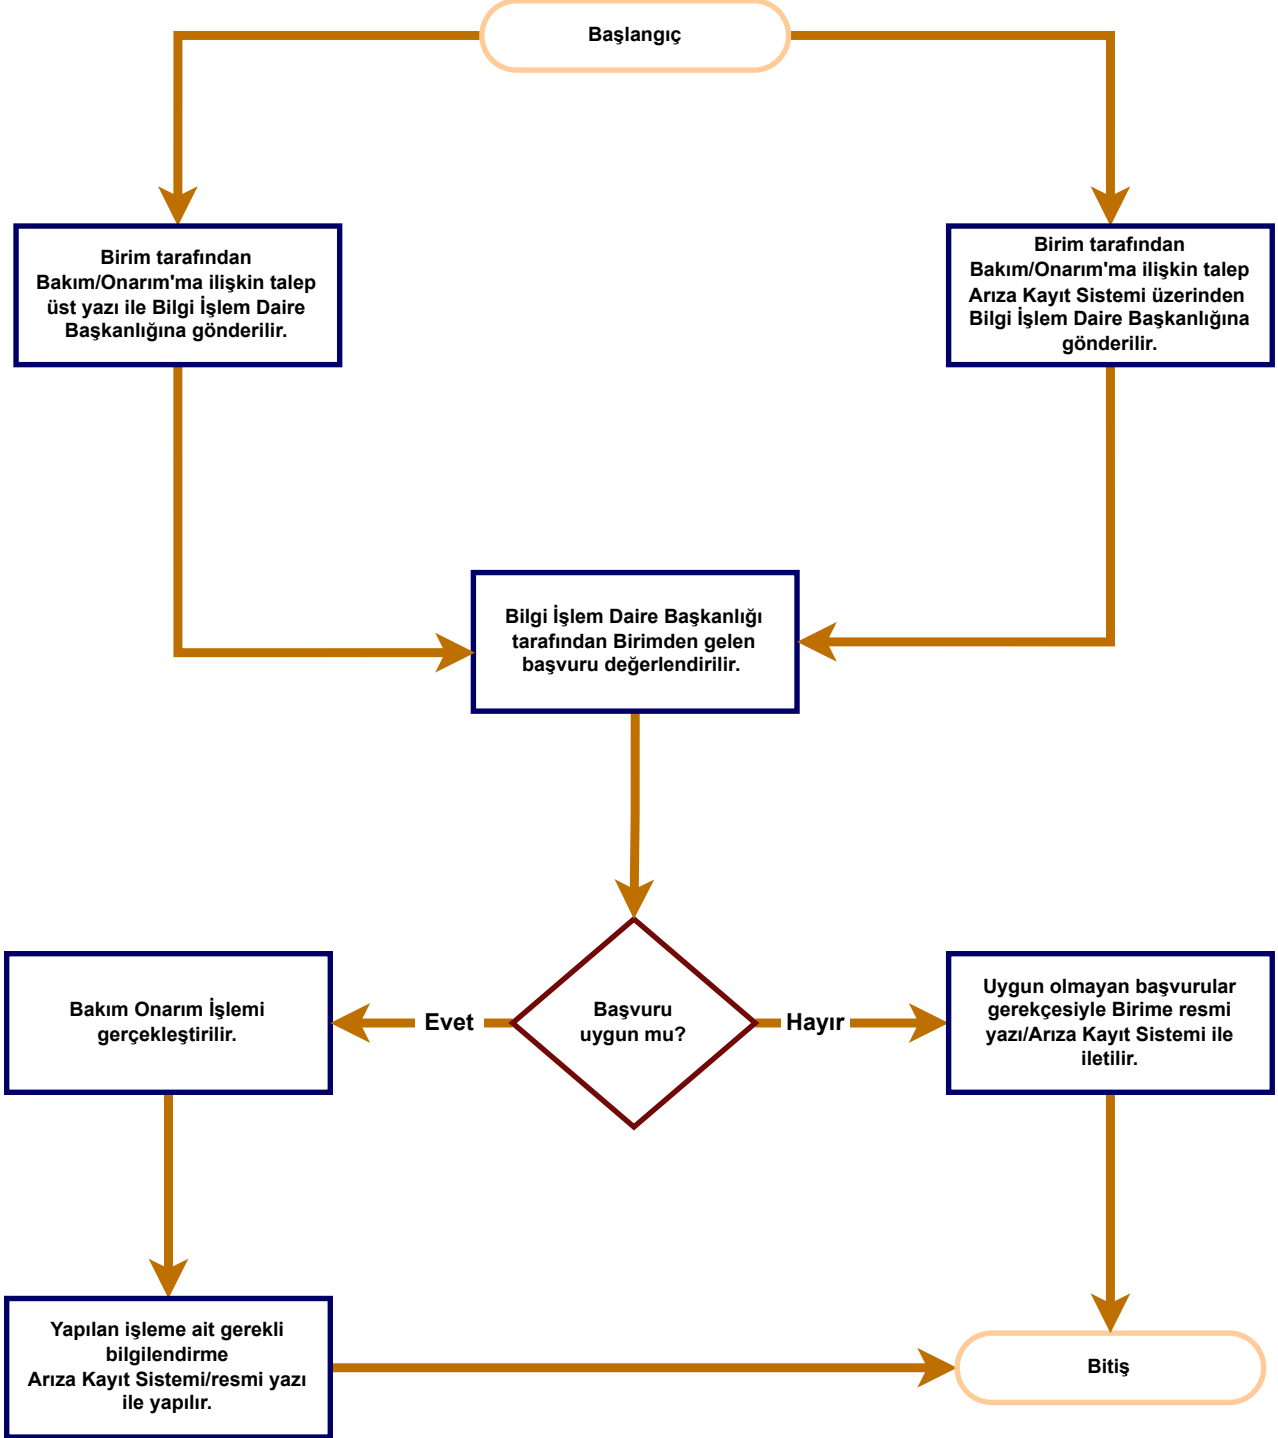 Başlangıç
Birim tarafından
Bakım/Onarım'ma ilişkin talep
üst yazı ile Bilgi İşlem Daire
Başkanlığına gönderilir.
Birim tarafından
Bakım/Onarım'ma ilişkin talep
Arıza Kayıt Sistemi üzerinden
Bilgi İşlem Daire Başkanlığına
gönderilir.
Bilgi İşlem Daire Başkanlığı
tarafından Birimden gelen
başvuru değerlendirilir.
Bakım Onarım İşlemi
gerçekleştirilir.
Evet
Başvuru
uygun mu?
Hayır
Uygun olmayan başvurular
gerekçesiyle Birime resmi
yazı/Arıza Kayıt Sistemi ile
iletilir.
Yapılan işleme ait gerekli
bilgilendirme
Arıza Kayıt Sistemi/resmi yazı
ile yapılır.
Bitiş